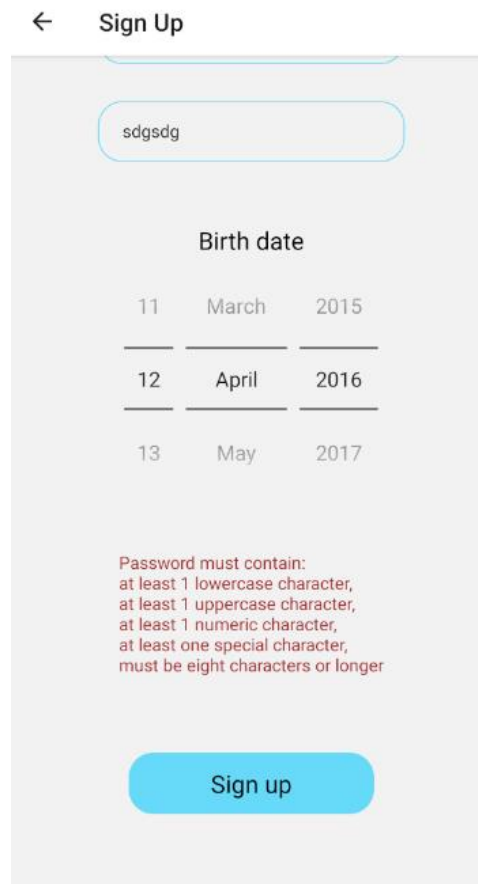 Sign Up
sdgsdg
Birth date
11 March 2015
12 April 2016
13 May 2017
Password must contain:
at least 1 lowercase character,
at least 1 uppercase character,
at least 1 numeric character,
at least one special character,
must be eight characters or longer
Sign up